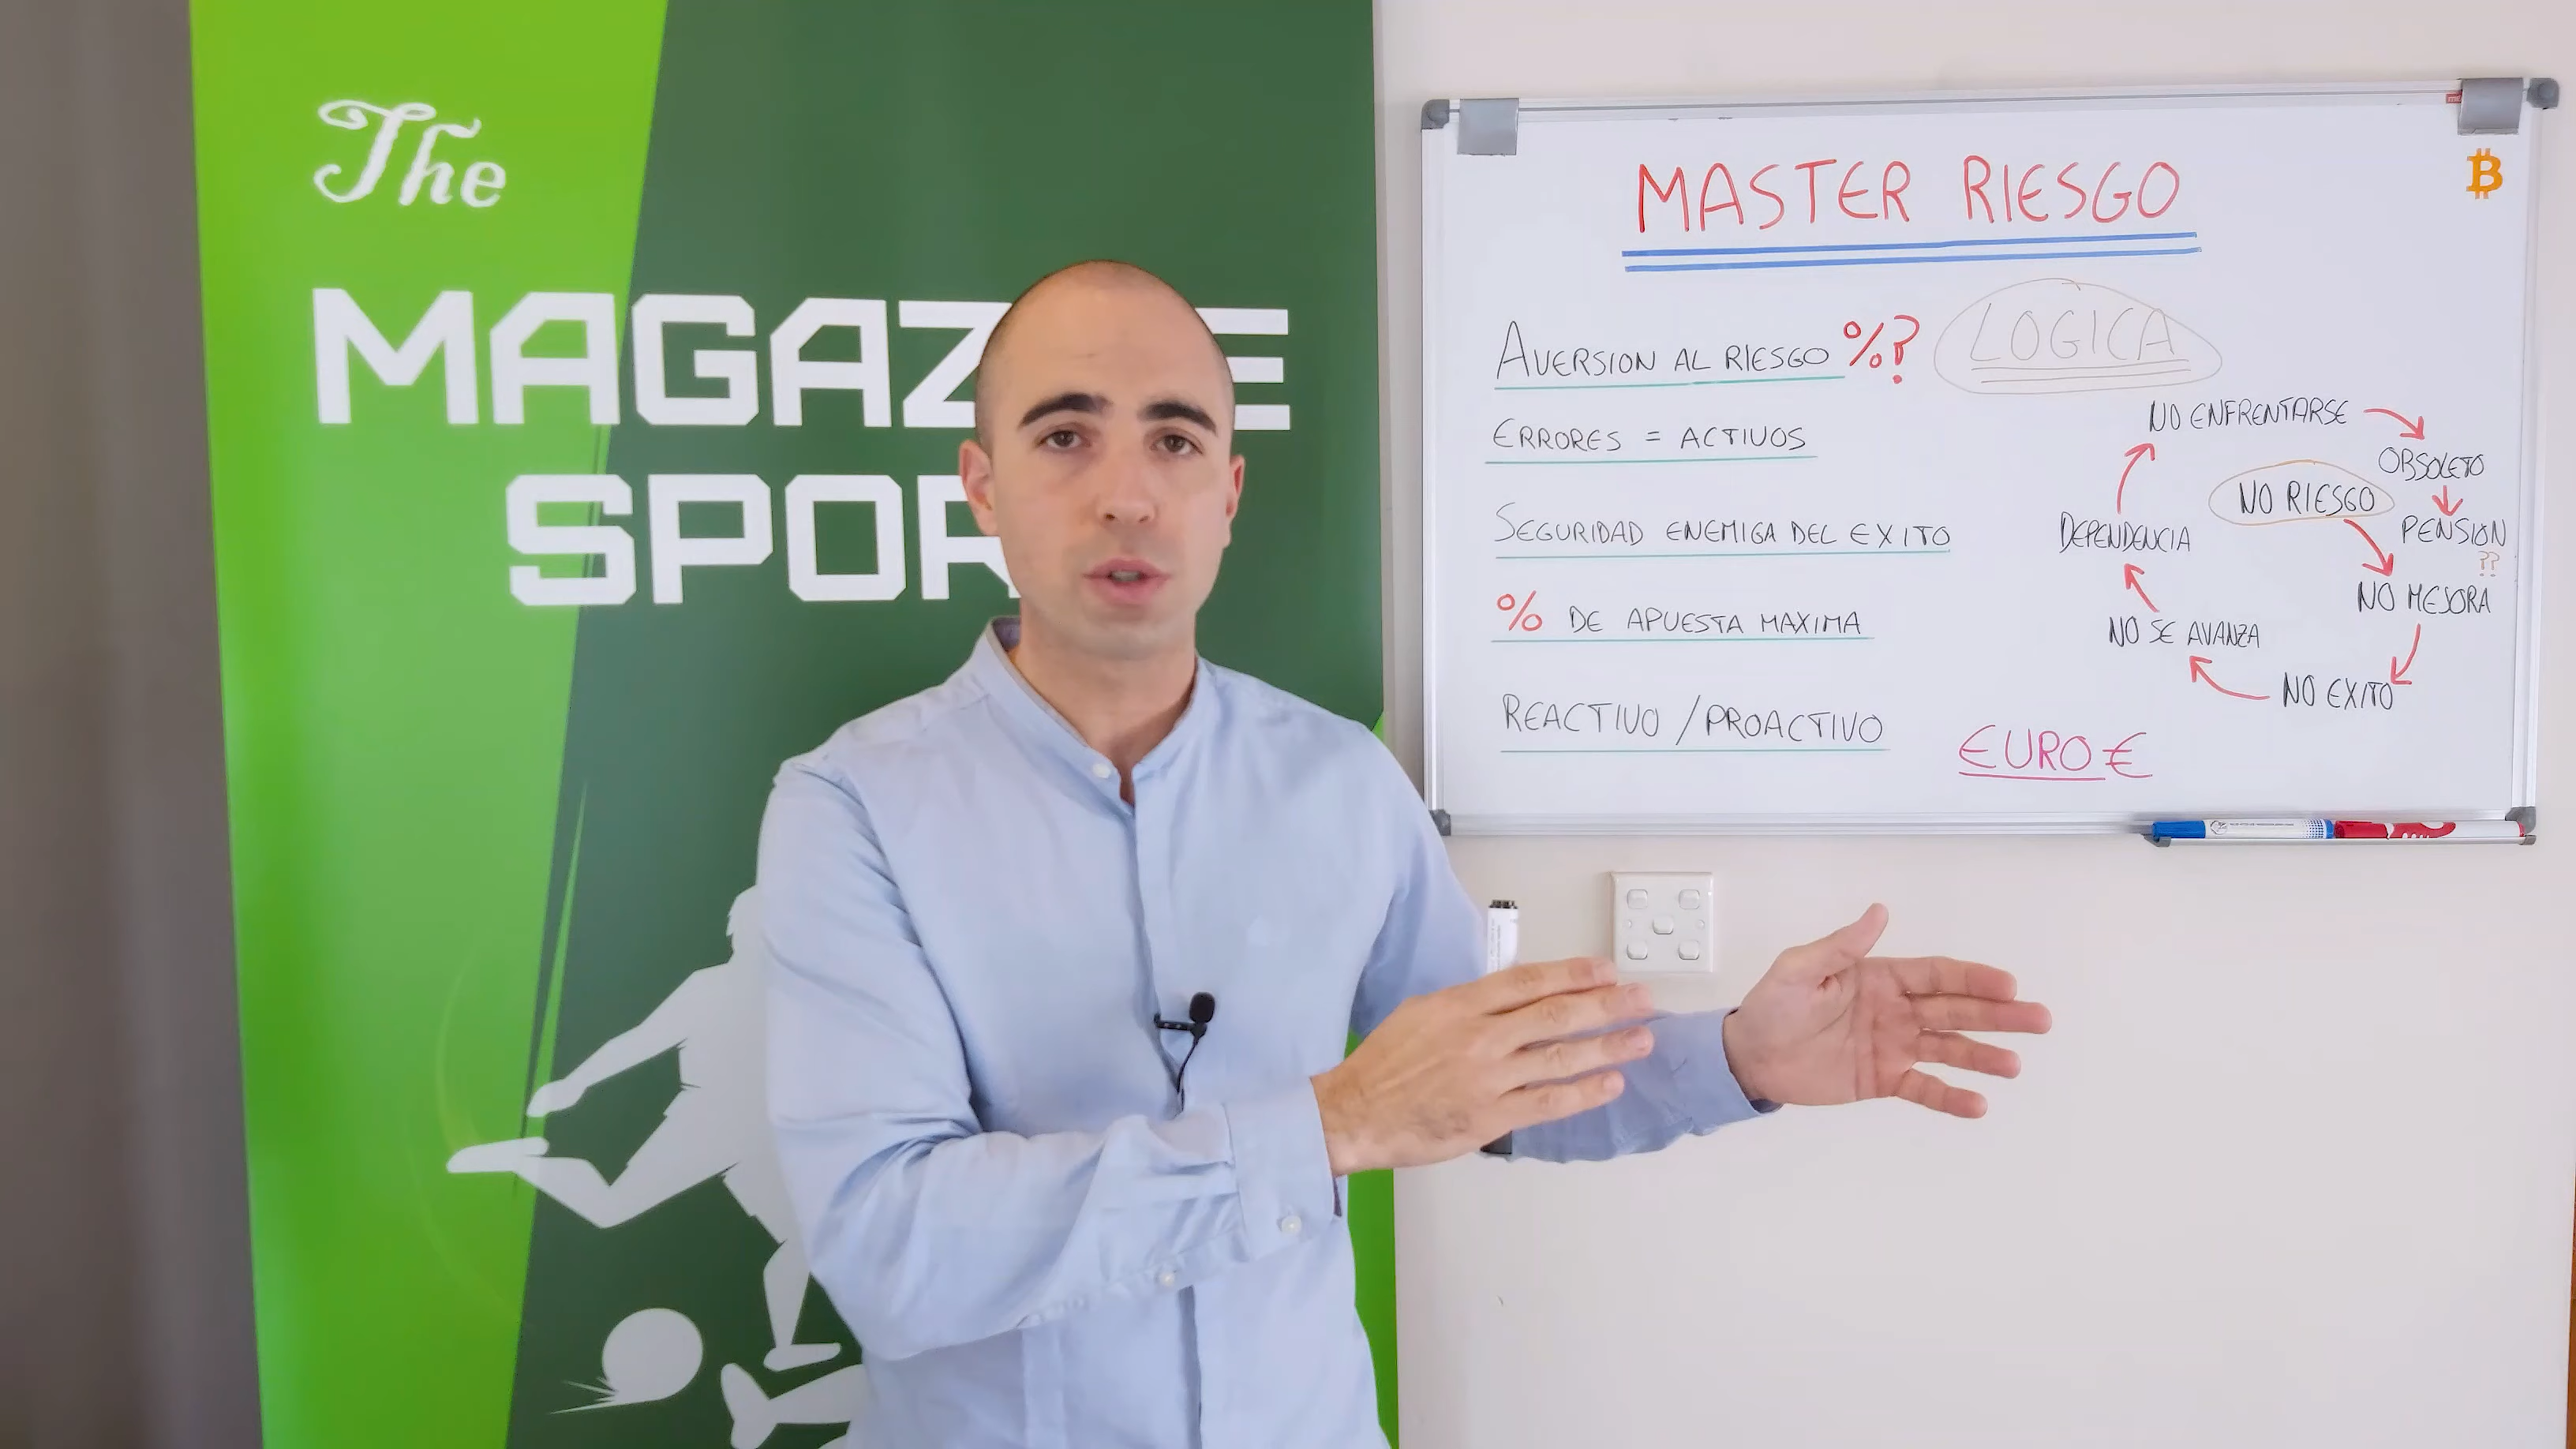 The
MAGAZ E
SPOR
MASTER RIESGO
₿
AVERSION AL RIESGO %?
LOGICA
ERRORES = ACTIVOS
SEGURIDAD ENEMIGA DEL EXITO
% DE APUESTA MAXIMA
REACTIVO / PROACTIVO
NO ENFRENTARSE
OBSOLETO
NO RIESGO
PENSION
??
DEPENDENCIA
NO MEJORA
NO SE AVANZA
NO EXITO
EURO €